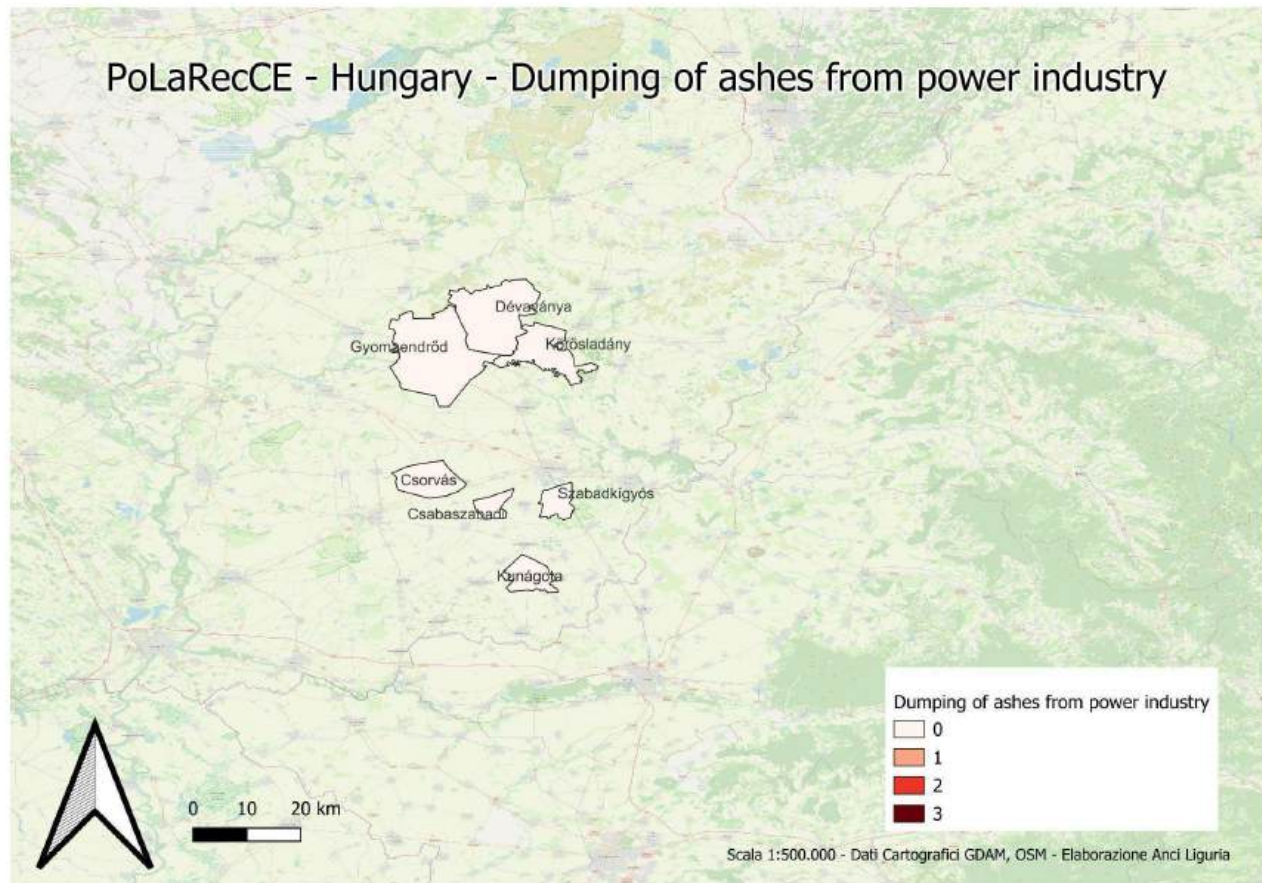 PoLaRecCE - Hungary - Dumping of ashes from power industry
Dévaványa
Gyomaendrőd
Körösladány
Csorvás
Szabadkígyós
Csabaszabadi
Kunágota
Dumping of ashes from power industry
0
1
2
3
0 10 20 km
Scala 1:500.000 - Dati Cartografici GDAM, OSM - Elaborazione Anci Liguria